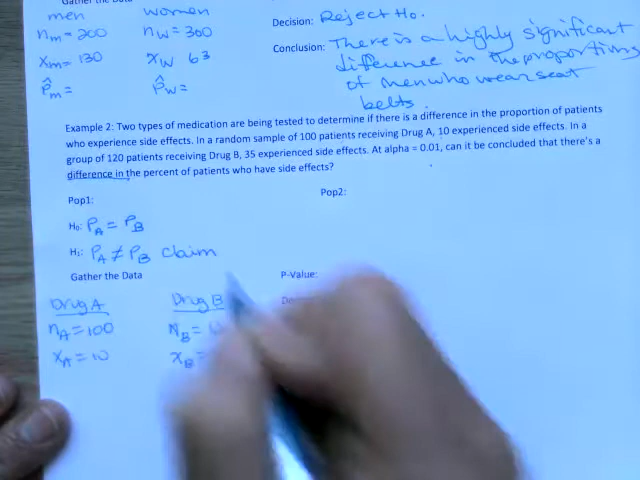 Gather the Data
men women
nm = 200 nw = 300
xm = 130 xw 63
p̂m = p̂w =
Decision: Reject Ho.
Conclusion: There is a highly significant
difference in the proportions
of men who wear seat
belts.
Example 2: Two types of medication are being tested to determine if there is a difference in the proportion of patients
who experience side effects. In a random sample of 100 patients receiving Drug A, 10 experienced side effects. In a
group of 120 patients receiving Drug B, 35 experienced side effects. At alpha = 0.01, can it be concluded that there's a
difference in the percent of patients who have side effects?
Pop1: Pop2:
H₀: PA = PB
H₁: PA ≠ PB claim
Gather the Data P-Value:
Drug A Drug B
nA = 100 NB =
xA = 10 xB =